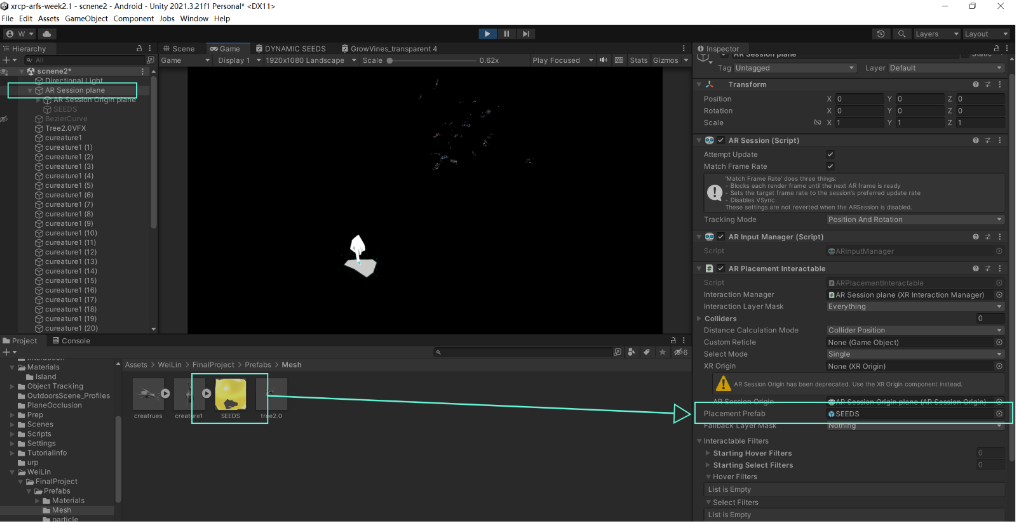 xrcp-arfs-week2.1 - scnene2 - Android - Unity 2021.3.21f1 Personal* <DX11>
File Edit Assets GameObject Component Jobs Window Help
W
Layers
Layout
Hierarchy
All
scnene2*
Directional Light
AR Session plane
AR Session Origin plane
SEEDS
BezierCurve
Tree2.0VFX
cureature1
cureature1 (1)
cureature1 (2)
cureature1 (3)
cureature1 (4)
cureature1 (5)
cureature1 (6)
cureature1 (7)
cureature1 (8)
cureature1 (9)
cureature1 (10)
cureature1 (11)
cureature1 (12)
cureature1 (13)
cureature1 (14)
cureature1 (15)
cureature1 (16)
cureature1 (17)
cureature1 (18)
cureature1 (19)
cureature1 (20)
Scene Game DYNAMIC SEEDS GrowVines_transparent 4
Game Display 1 1920x1080 Landscape Scale 0.62x Play Focused Stats Gizmos
Project Console
6
Materials
Island
Object Tracking
OutdoorsScene_Profiles
PlaneOcclusion
Prep
Scenes
Scripts
Settings
TutorialInfo
urp
WeiLin
FinalProject
Prefabs
Materials
Mesh
particle
Assets > WeiLin > FinalProject > Prefabs > Mesh
creatrues
creature1
SEEDS
tree2.0
Inspector
AR Session plane
Static
Tag Untagged Layer Default
Transform
Position X 0 Y 0 Z 0
Rotation X 0 Y 0 Z 0
Scale X 1 Y 1 Z 1
AR Session (Script)
Attempt Update
Match Frame Rate
'Match Frame Rate' does three things:
- Blocks each render frame until the next AR frame is ready
- Sets the target frame rate to the session's preferred update rate
- Disables VSync
These settings are not reverted when the ARSession is disabled.
Tracking Mode Position And Rotation
AR Input Manager (Script)
Script ARInputManager
AR Placement Interactable
Script ARPlacementInteractable
Interaction Manager AR Session plane (XR Interaction Manager)
Interaction Layer Mask Everything
Colliders 0
Distance Calculation Mode Collider Position
Custom Reticle None (Game Object)
Select Mode Single
XR Origin None (XR Origin)
AR Session Origin has been deprecated. Use the XR Origin component instead.
AR Session Origin AR Session Origin plane (AR Session Origin)
Placement Prefab SEEDS
Fallback Layer Mask Nothing
Interactable Filters
Starting Hover Filters 0
Starting Select Filters 0
Hover Filters
List is Empty
Select Filters
List is Empty